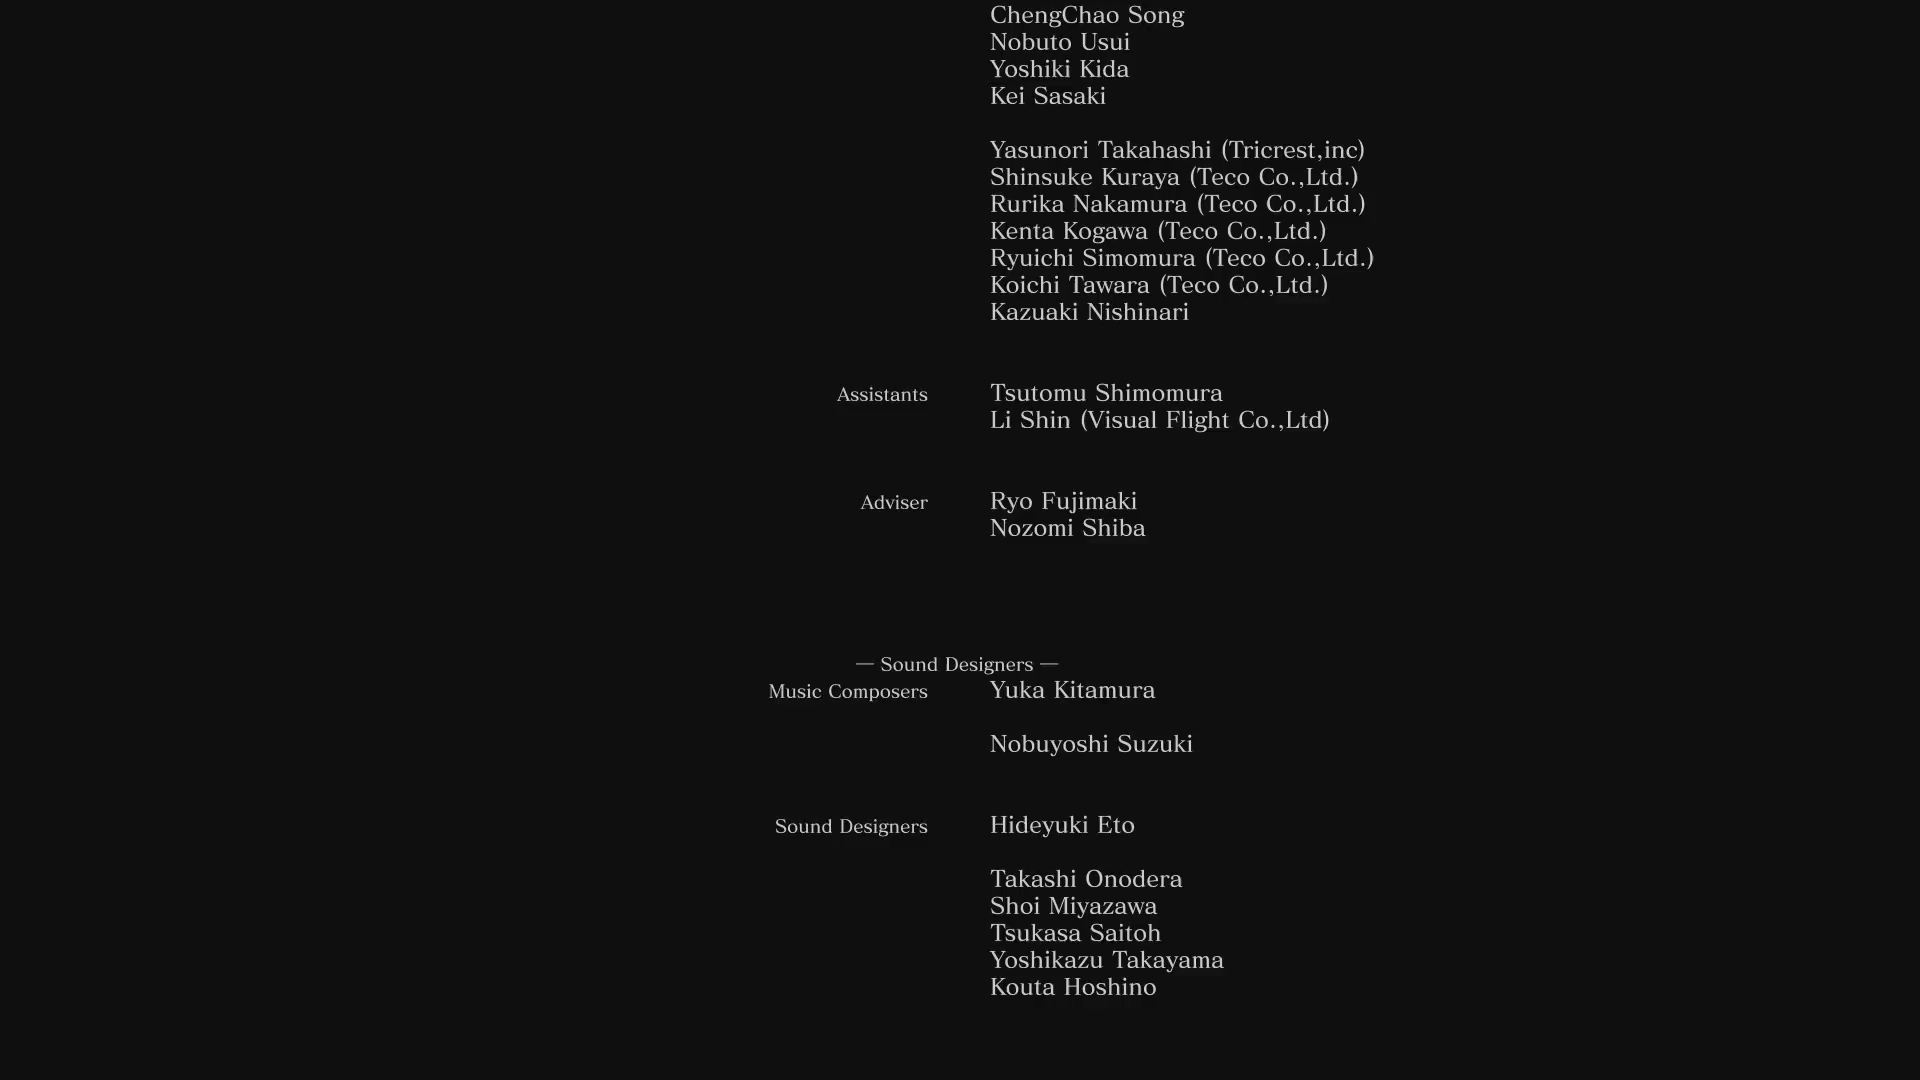 ChengChao Song
Nobuto Usui
Yoshiki Kida
Kei Sasaki
Yasunori Takahashi (Tricrest,inc)
Shinsuke Kuraya (Teco Co.,Ltd.)
Rurika Nakamura (Teco Co.,Ltd.)
Kenta Kogawa (Teco Co.,Ltd.)
Ryuichi Simomura (Teco Co.,Ltd.)
Koichi Tawara (Teco Co.,Ltd.)
Kazuaki Nishinari
Assistants Tsutomu Shimomura
Li Shin (Visual Flight Co.,Ltd)
Adviser Ryo Fujimaki
Nozomi Shiba
— Sound Designers —
Music Composers Yuka Kitamura
Nobuyoshi Suzuki
Sound Designers Hideyuki Eto
Takashi Onodera
Shoi Miyazawa
Tsukasa Saitoh
Yoshikazu Takayama
Kouta Hoshino